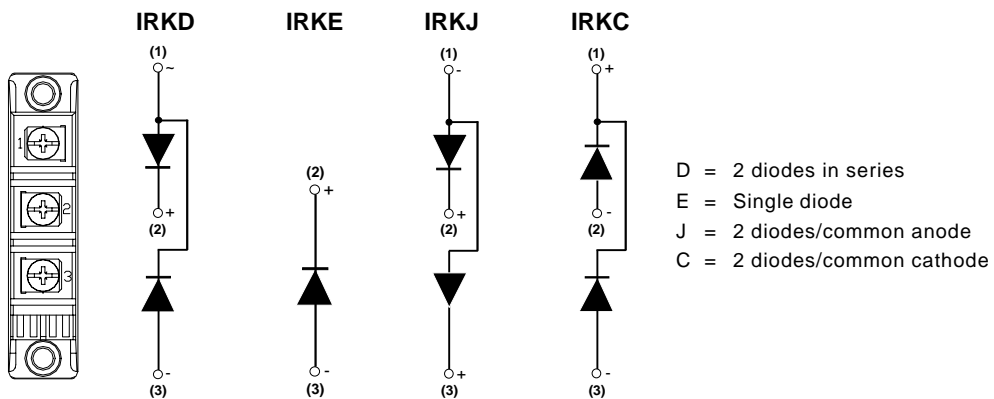 IRKD IRKE IRKJ IRKC
(1) (1) (1)
~ - +
1
(2)
+
2
+ + -
(2) (2) (2)
3
- - + -
(3) (3) (3) (3)
D = 2 diodes in series
E = Single diode
J = 2 diodes/common anode
C = 2 diodes/common cathode